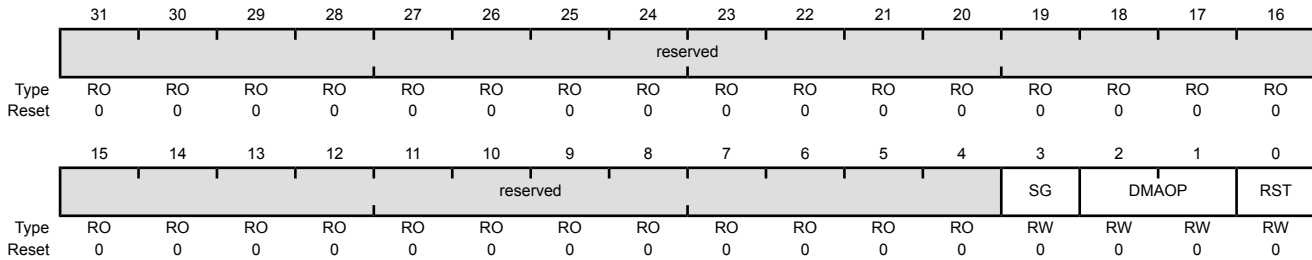 31 30 29 28 27 26 25 24 23 22 21 20 19 18 17 16
reserved
Type RO RO RO RO RO RO RO RO RO RO RO RO RO RO RO RO
Reset 0 0 0 0 0 0 0 0 0 0 0 0 0 0 0 0
15 14 13 12 11 10 9 8 7 6 5 4 3 2 1 0
reserved SG DMAOP RST
Type RO RO RO RO RO RO RO RO RO RO RO RO RW RW RW RW
Reset 0 0 0 0 0 0 0 0 0 0 0 0 0 0 0 0